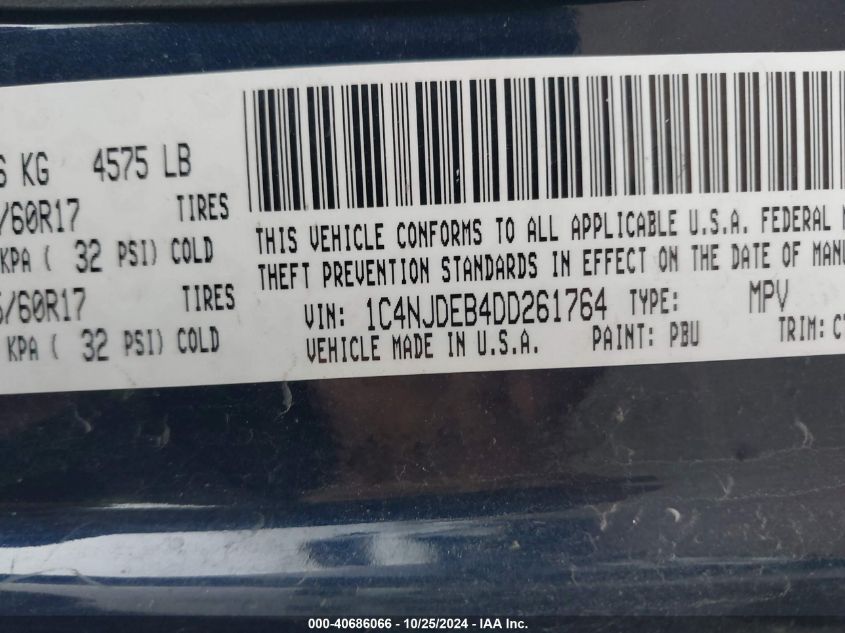 KG 4575 LB
/60R17 TIRES
KPA ( 32 PSI) COLD
/60R17 TIRES
KPA ( 32 PSI) COLD
THIS VEHICLE CONFORMS TO ALL APPLICABLE U.S.A. FEDERAL
THEFT PREVENTION STANDARDS IN EFFECT ON THE DATE OF
VIN: 1C4NJDEB4DD261764 TYPE: MPV
VEHICLE MADE IN U.S.A. PAINT: PBU TRIM:
000-40686066 - 10/25/2024 - IAA Inc.